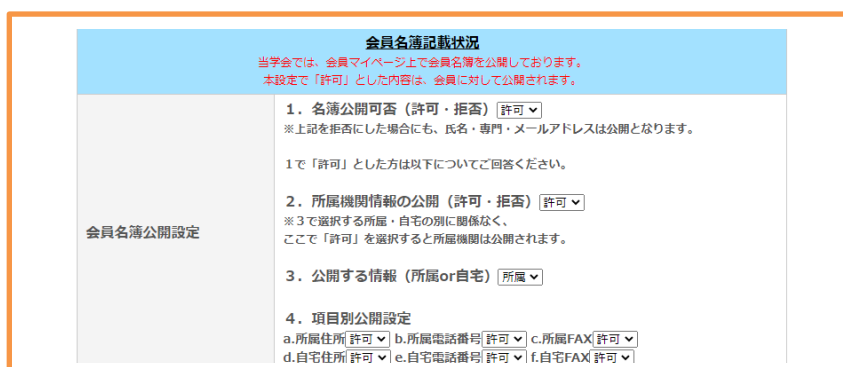 会員名簿記載状況
当学会では、会員マイページ上で会員名簿を公開しております。
本設定で「許可」とした内容は、会員に対して公開されます。
会員名簿公開設定
1．名簿公開可否（許可・拒否） 許可
※上記を拒否にした場合にも、氏名・専門・メールアドレスは公開となります。
1で「許可」とした方は以下についてご回答ください。
2．所属機関情報の公開（許可・拒否） 許可
※３で選択する所属・自宅の別に関係なく、
ここで「許可」を選択すると所属機関は公開されます。
3．公開する情報（所属or自宅） 所属
4．項目別公開設定
a.所属住所 許可 b.所属電話番号 許可 c.所属FAX 許可
d.自宅住所 許可 e.自宅電話番号 許可 f.自宅FAX 許可